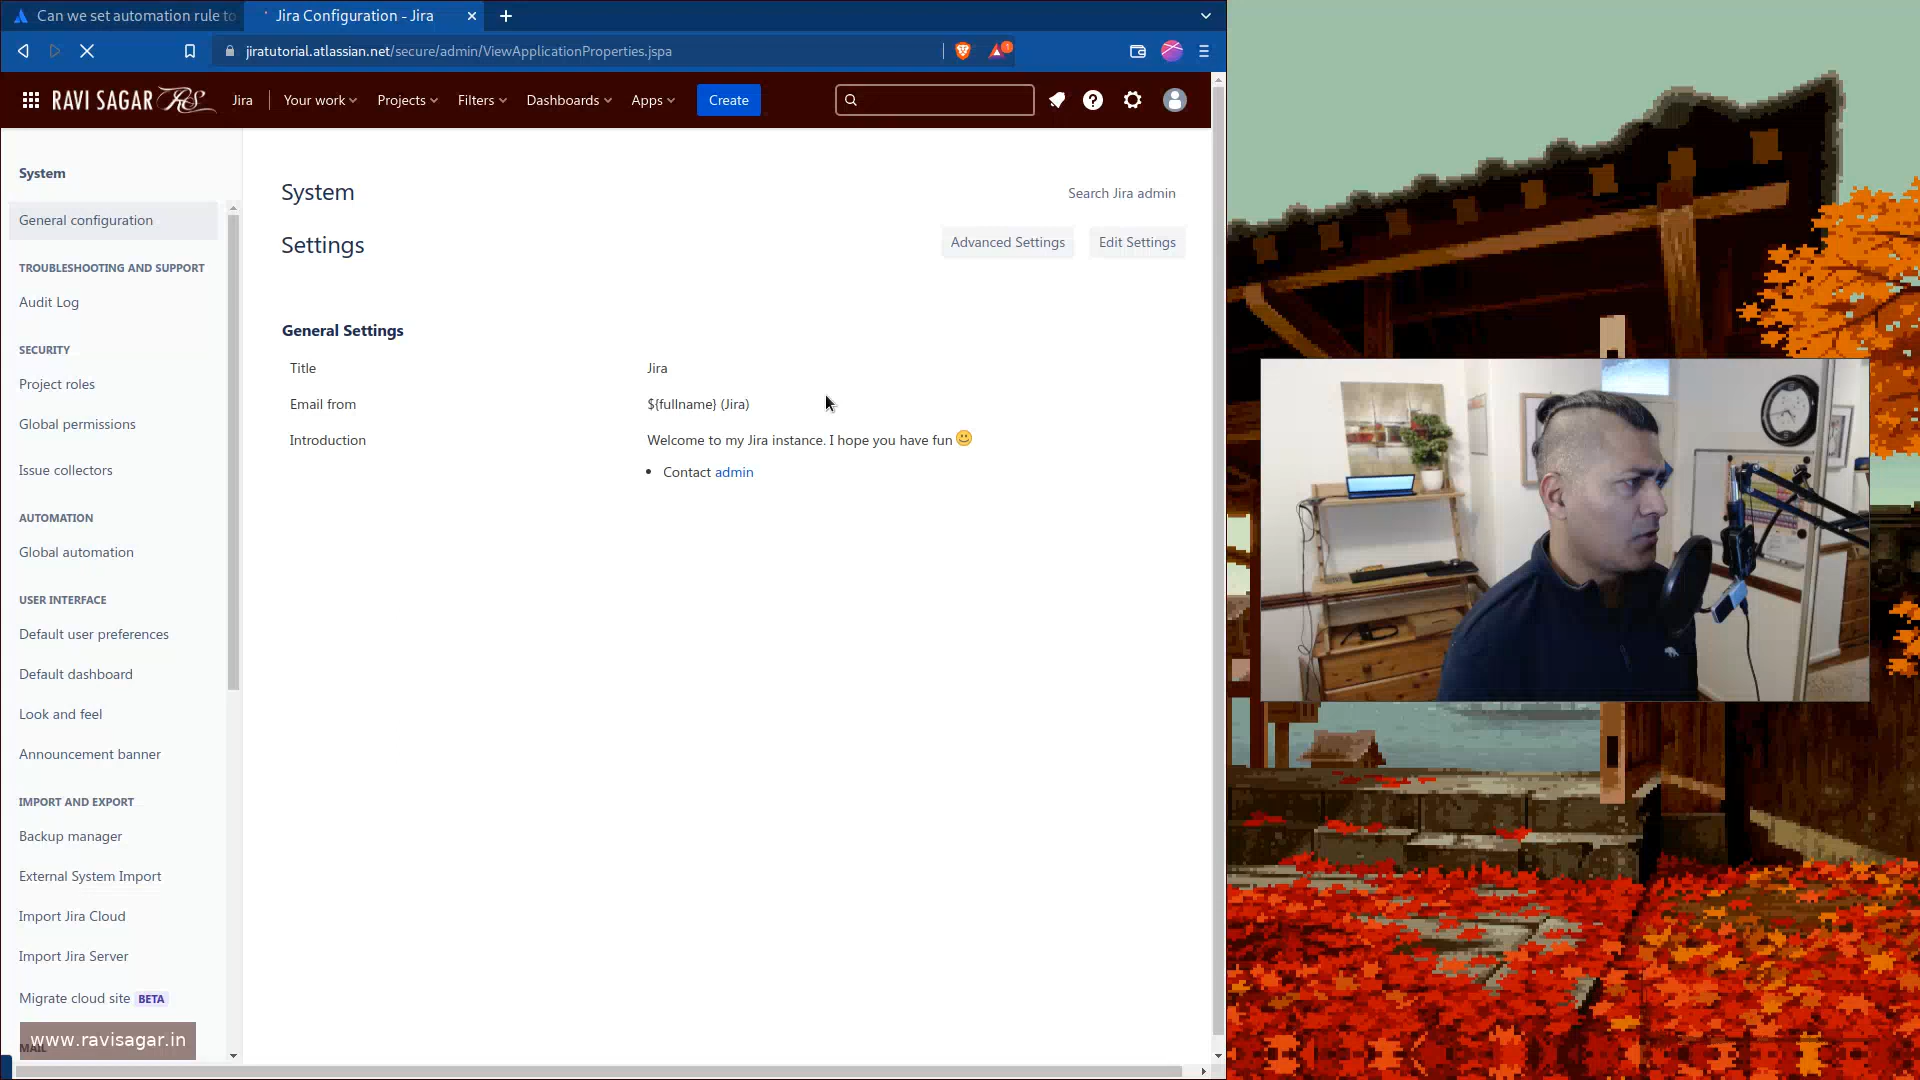 Can we set automation rule to
Jira Configuration - Jira
jiratutorial.atlassian.net/secure/admin/ViewApplicationProperties.jspa
1
RAVI SAGAR RS
Jira
Your work
Projects
Filters
Dashboards
Apps
Create
System
General configuration
TROUBLESHOOTING AND SUPPORT
Audit Log
SECURITY
Project roles
Global permissions
Issue collectors
AUTOMATION
Global automation
USER INTERFACE
Default user preferences
Default dashboard
Look and feel
Announcement banner
IMPORT AND EXPORT
Backup manager
External System Import
Import Jira Cloud
Import Jira Server
Migrate cloud site BETA
MAIL
www.ravisagar.in
System
Search Jira admin
Settings
Advanced Settings
Edit Settings
General Settings
Title Jira
Email from ${fullname} (Jira)
Introduction Welcome to my Jira instance. I hope you have fun
• Contact admin